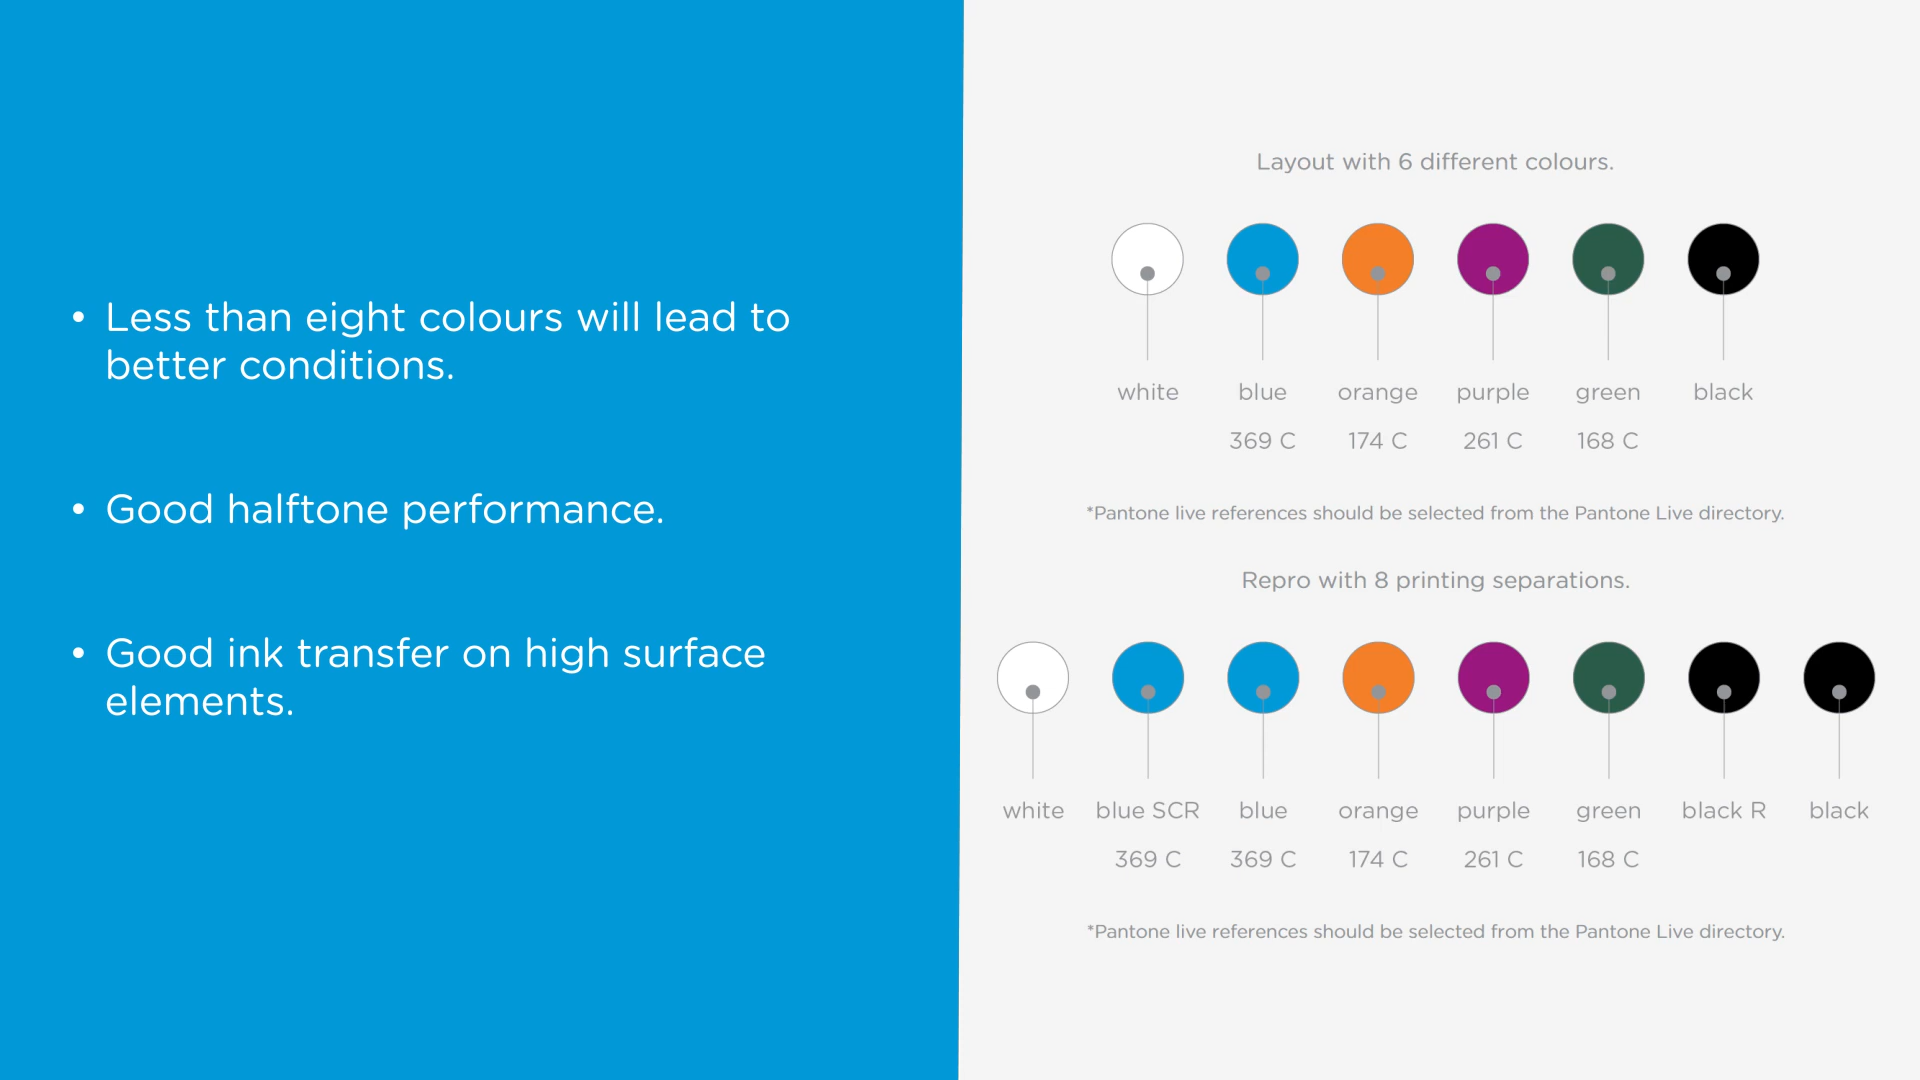 • Less than eight colours will lead to
better conditions.
• Good halftone performance.
• Good ink transfer on high surface
elements.
Layout with 6 different colours.
white blue orange purple green black
369 C 174 C 261 C 168 C
*Pantone live references should be selected from the Pantone Live directory.
Repro with 8 printing separations.
white blue SCR blue orange purple green black R black
369 C 369 C 174 C 261 C 168 C
*Pantone live references should be selected from the Pantone Live directory.